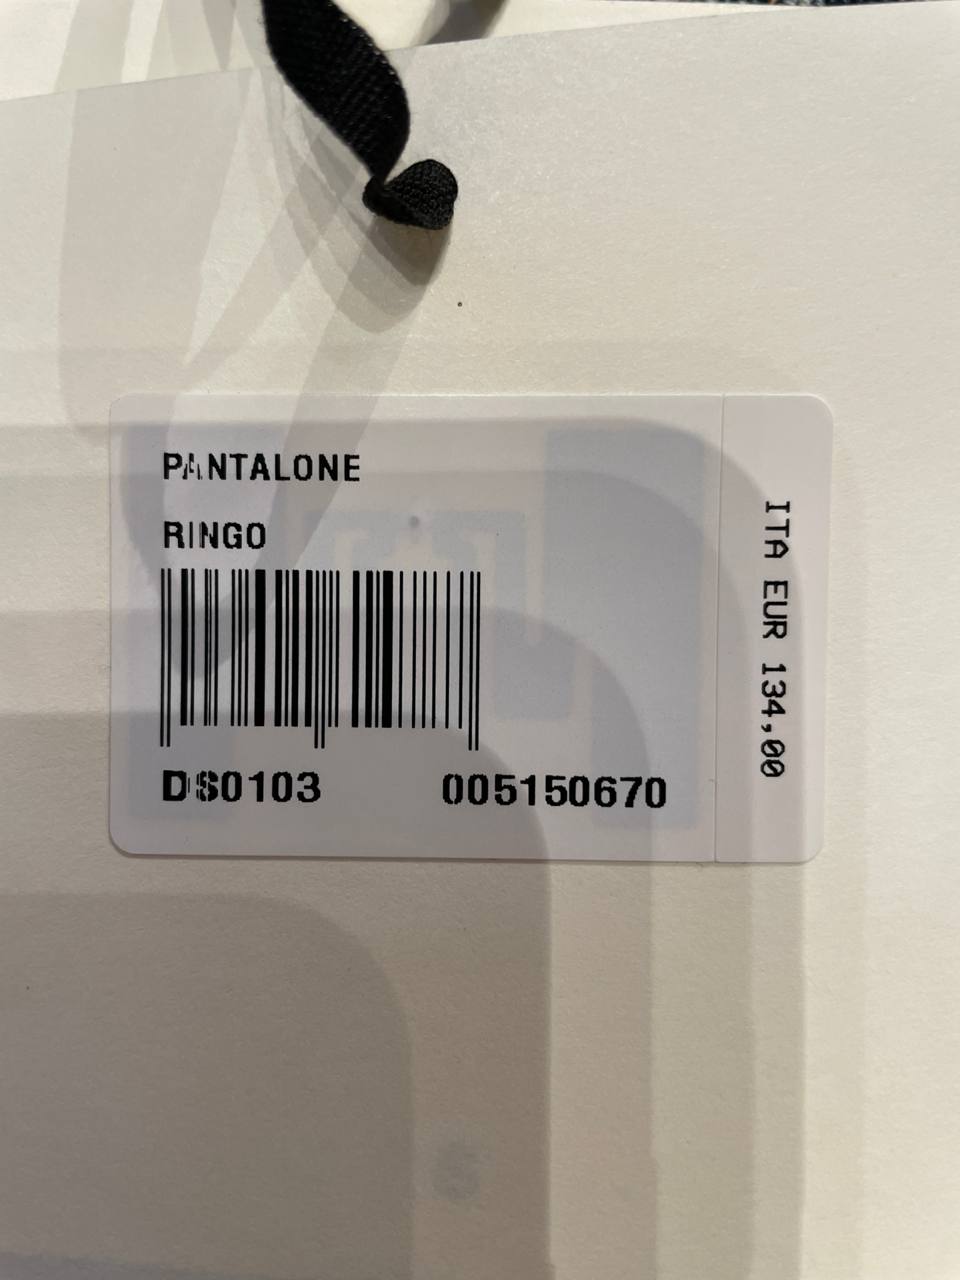 PANTALONE
RINGO
DS0103 005150670
ITA EUR 134,00